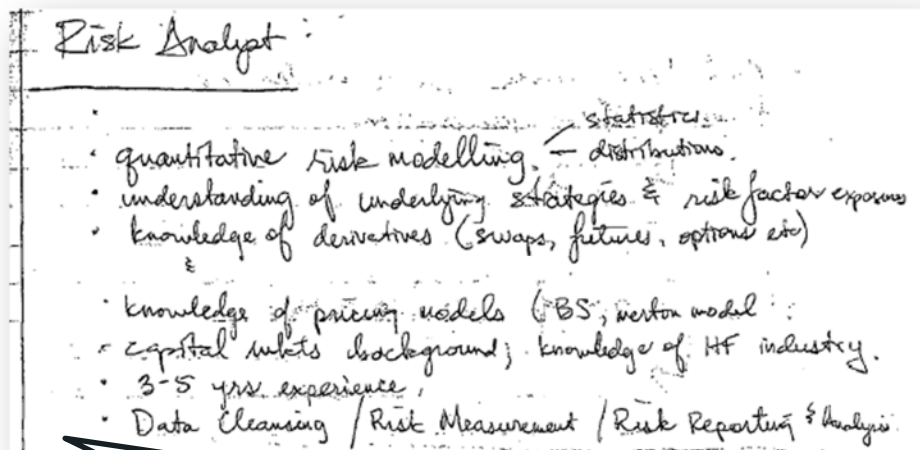 Risk Analyst :
statistics.
• quantitative risk modelling. — distributions.
• understanding of underlying strategies & risk factor exposures
• knowledge of derivatives (swaps, futures, options etc)
&
• knowledge of pricing models (BS, merton model
• capital mkts background; knowledge of HF industry.
• 3-5 yrs experience,
• Data Cleansing / Risk Measurement / Risk Reporting & Analysis.